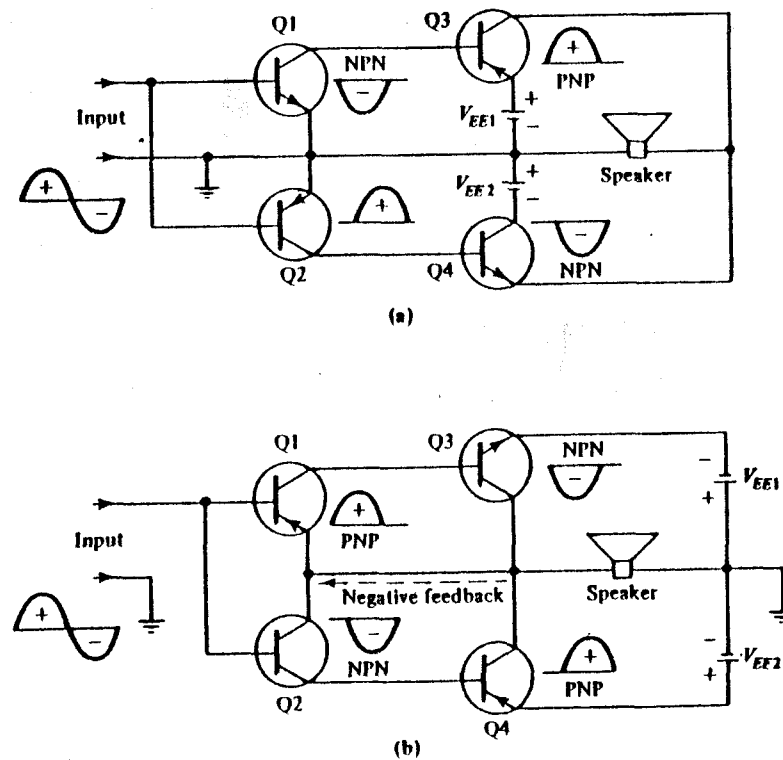 Q1
Q3
NPN
−
+
PNP
Input
V_EE1
+
−
+
−
V_EE2
+
−
Speaker
+
Q2
Q4
−
NPN
(a)
Q1
Q3
NPN
−
−
V_EE1
+
+
PNP
Input
Negative feedback
Speaker
+
−
−
NPN
+
PNP
−
V_EE2
+
Q2
Q4
(b)